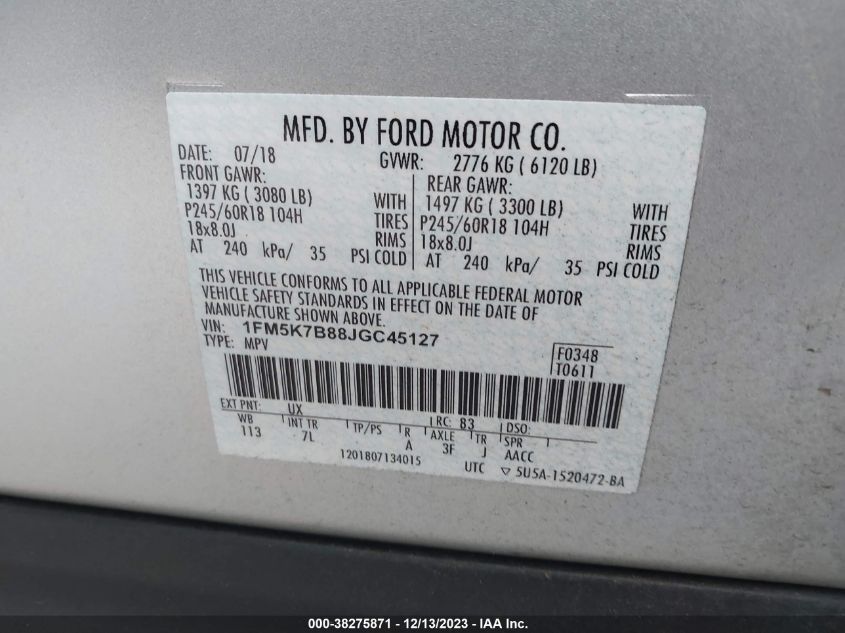 MFD. BY FORD MOTOR CO.
DATE: 07/18 GVWR: 2776 KG ( 6120 LB)
FRONT GAWR: REAR GAWR:
1397 KG ( 3080 LB) WITH 1497 KG ( 3300 LB) WITH
P245/60R18 104H TIRES P245/60R18 104H TIRES
18x8.0J RIMS 18x8.0J RIMS
AT 240 kPa/ 35 PSI COLD AT 240 kPa/ 35 PSI COLD
THIS VEHICLE CONFORMS TO ALL APPLICABLE FEDERAL MOTOR
VEHICLE SAFETY STANDARDS IN EFFECT ON THE DATE OF
MANUFACTURE SHOWN ABOVE.
VIN: 1FM5K7B88JGC45127
TYPE: MPV
F0348
T0611
EXT PNT: UX RC: 83 DSO:
WB INT TR TP/PS R AXLE TR SPR
113 7L A 3F J AACC
1201807134015 UTC ▽ 5U5A-1520472-BA
000-38275871 - 12/13/2023 - IAA Inc.